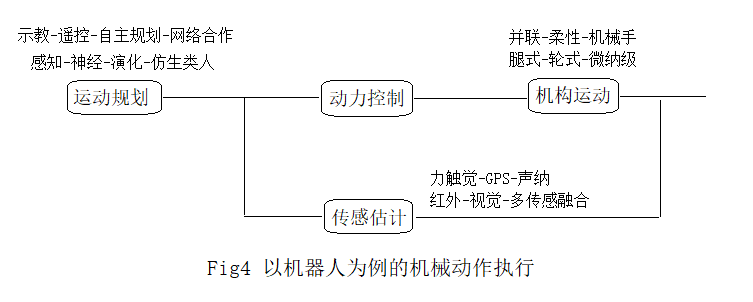 示教-遥控-自主规划-网络合作
感知-神经-演化-仿生类人
运动规划
动力控制
并联-柔性-机械手
腿式-轮式-微纳级
机构运动
力触觉-GPS-声纳
红外-视觉-多传感融合
传感估计
Fig4 以机器人为例的机械动作执行